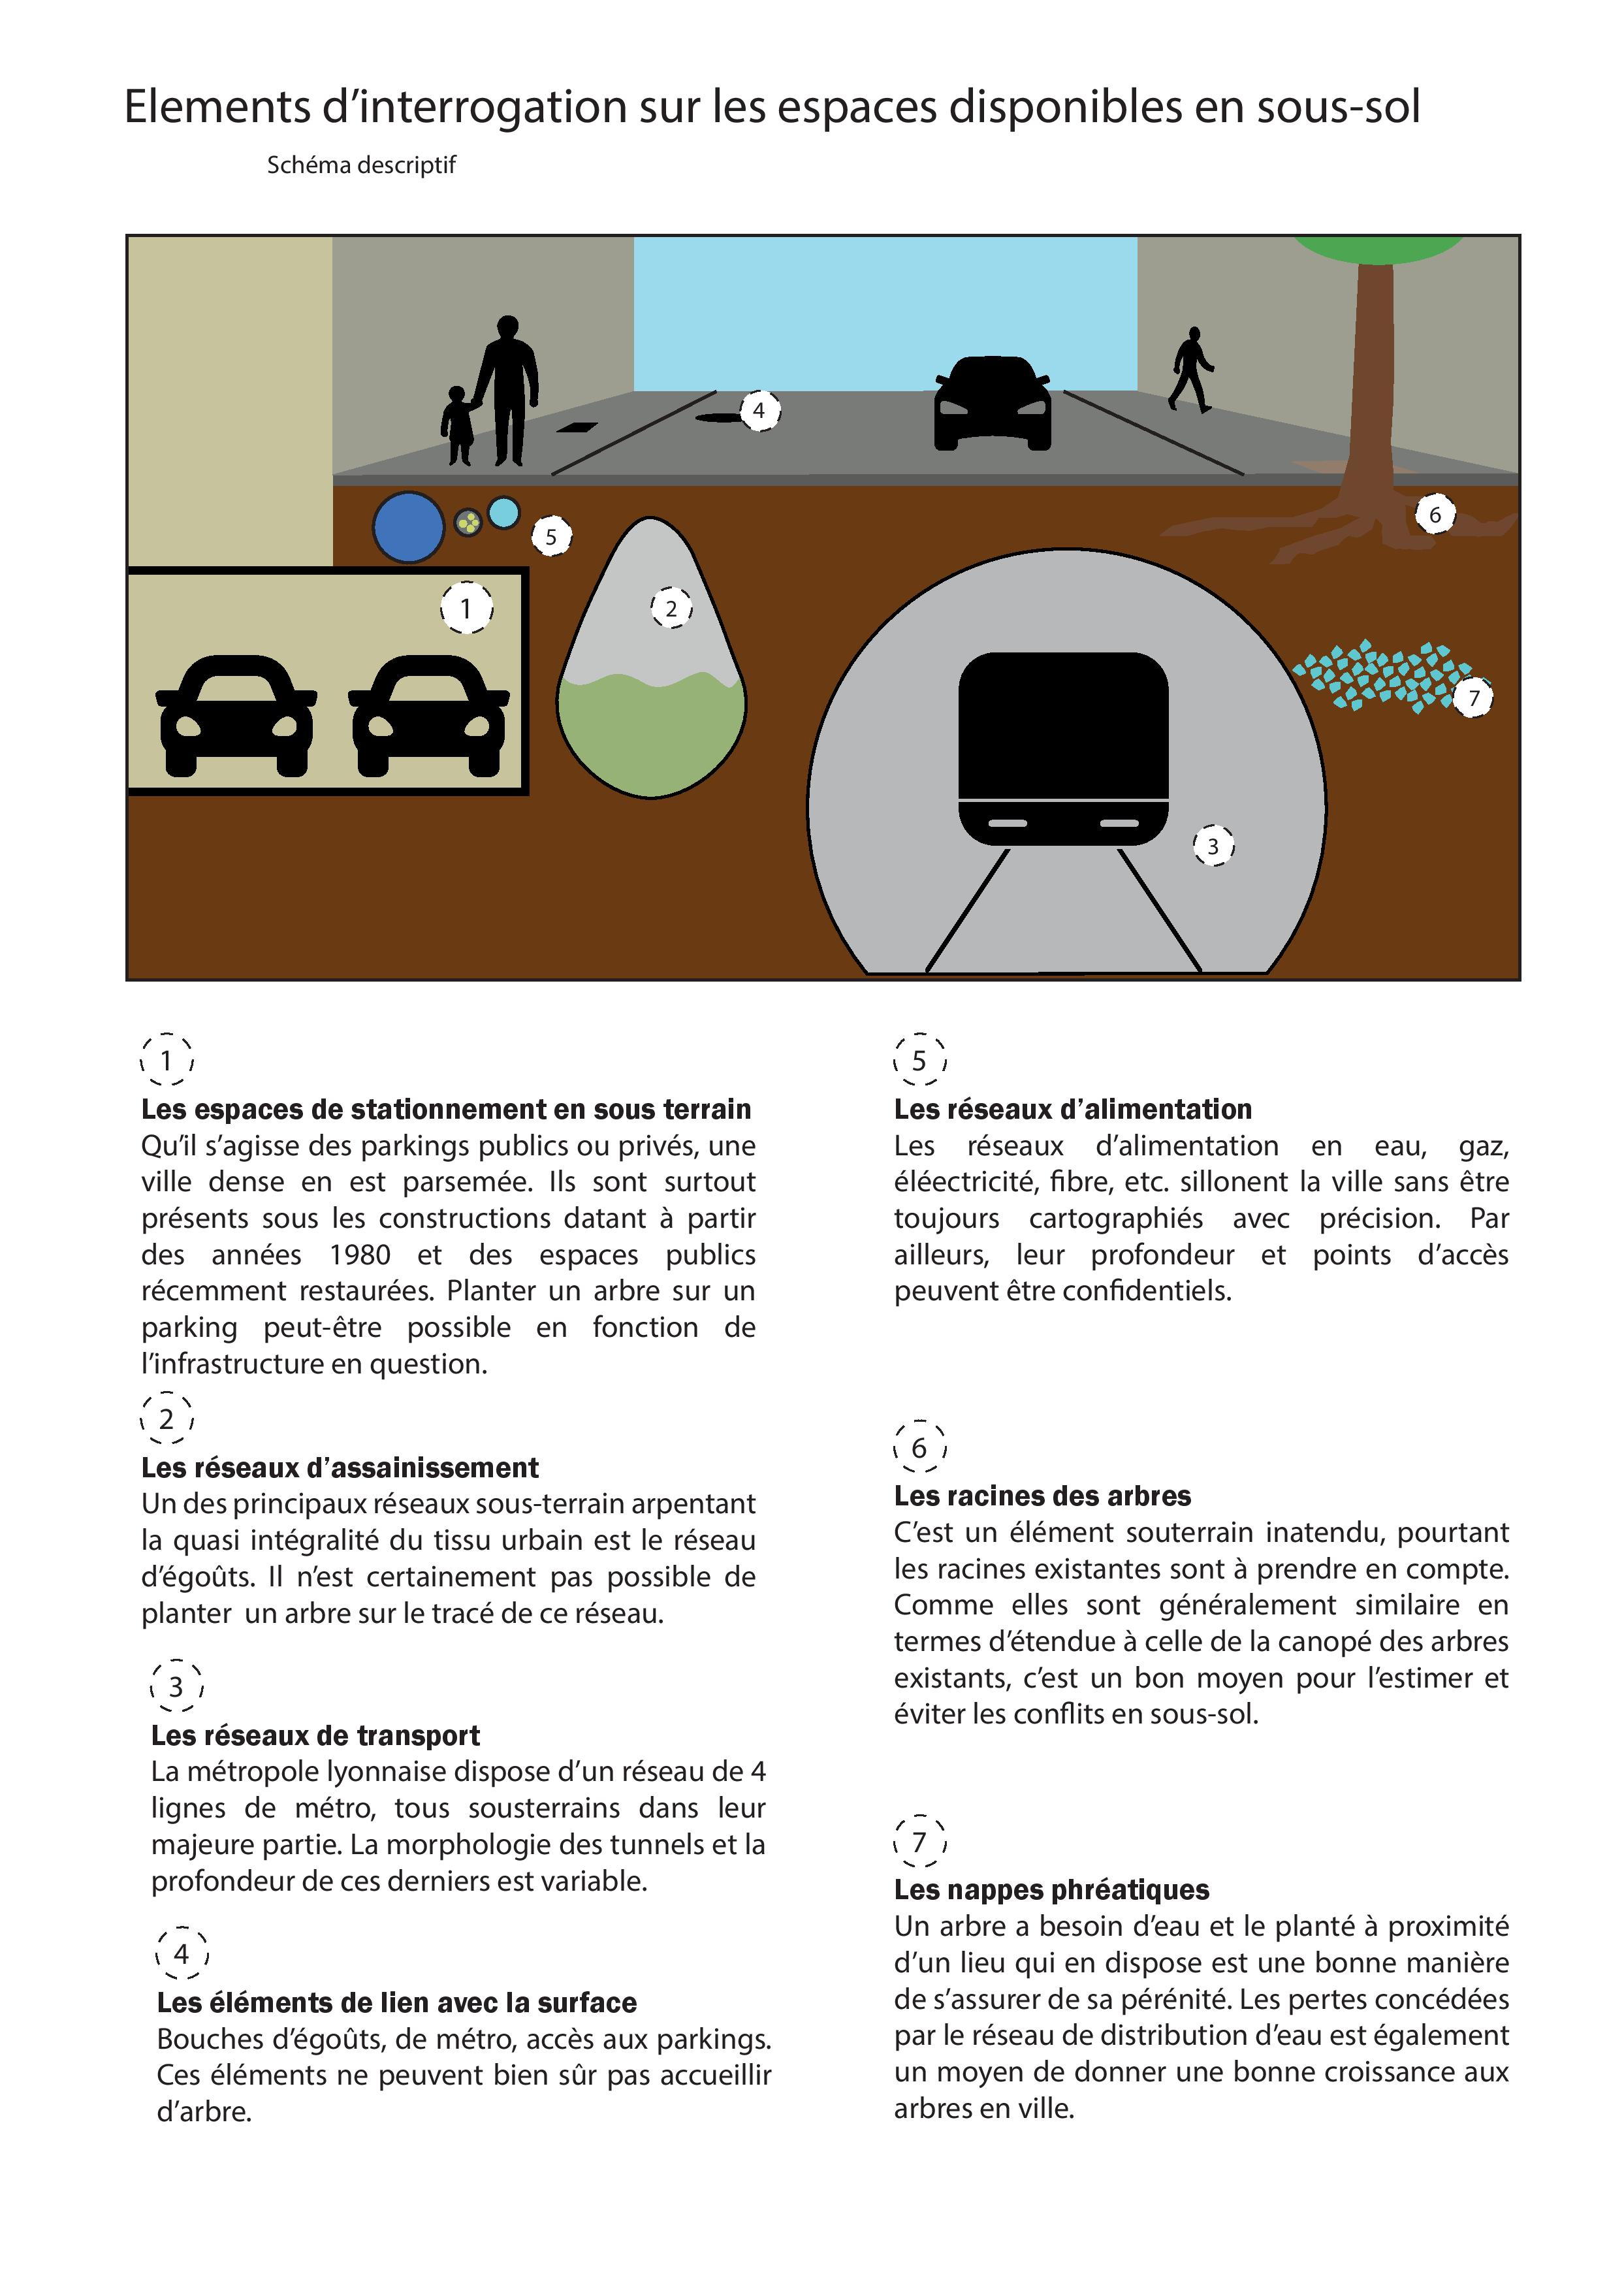 Elements d’interrogation sur les espaces disponibles en sous-sol
Schéma descriptif
4
5
6
1
2
7
3
1
Les espaces de stationnement en sous terrain
Qu’il s’agisse des parkings publics ou privés, une
ville dense en est parsemée. Ils sont surtout
présents sous les constructions datant à partir
des années 1980 et des espaces publics
récemment restaurées. Planter un arbre sur un
parking peut-être possible en fonction de
l’infrastructure en question.
2
Les réseaux d’assainissement
Un des principaux réseaux sous-terrain arpentant
la quasi intégralité du tissu urbain est le réseau
d’égoûts. Il n’est certainement pas possible de
planter un arbre sur le tracé de ce réseau.
3
Les réseaux de transport
La métropole lyonnaise dispose d’un réseau de 4
lignes de métro, tous sousterrains dans leur
majeure partie. La morphologie des tunnels et la
profondeur de ces derniers est variable.
4
Les éléments de lien avec la surface
Bouches d’égoûts, de métro, accès aux parkings.
Ces éléments ne peuvent bien sûr pas accueillir
d’arbre.
5
Les réseaux d’alimentation
Les réseaux d’alimentation en eau, gaz,
éléectricité, fibre, etc. sillonent la ville sans être
toujours cartographiés avec précision. Par
ailleurs, leur profondeur et points d’accès
peuvent être confidentiels.
6
Les racines des arbres
C’est un élément souterrain inatendu, pourtant
les racines existantes sont à prendre en compte.
Comme elles sont généralement similaire en
termes d’étendue à celle de la canopé des arbres
existants, c’est un bon moyen pour l’estimer et
éviter les conflits en sous-sol.
7
Les nappes phréatiques
Un arbre a besoin d’eau et le planté à proximité
d’un lieu qui en dispose est une bonne manière
de s’assurer de sa pérénité. Les pertes concédées
par le réseau de distribution d’eau est également
un moyen de donner une bonne croissance aux
arbres en ville.